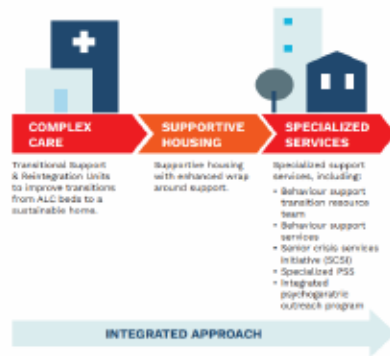 COMPLEX
CARE
SUPPORTIVE
HOUSING
SPECIALIZED
SERVICES
Transitional Support
& Reintegration Units
to improve transitions
from ALC beds to a
sustainable home.
Supportive housing
with enhanced wrap
around support.
Specialized support
services, including:
• Behaviour support
transition resource
team
• Behaviour support
services
• Senior crisis services
Initiative (SCSI)
• Specialized PSS
• Integrated
psychogeriatric
outreach program
INTEGRATED APPROACH